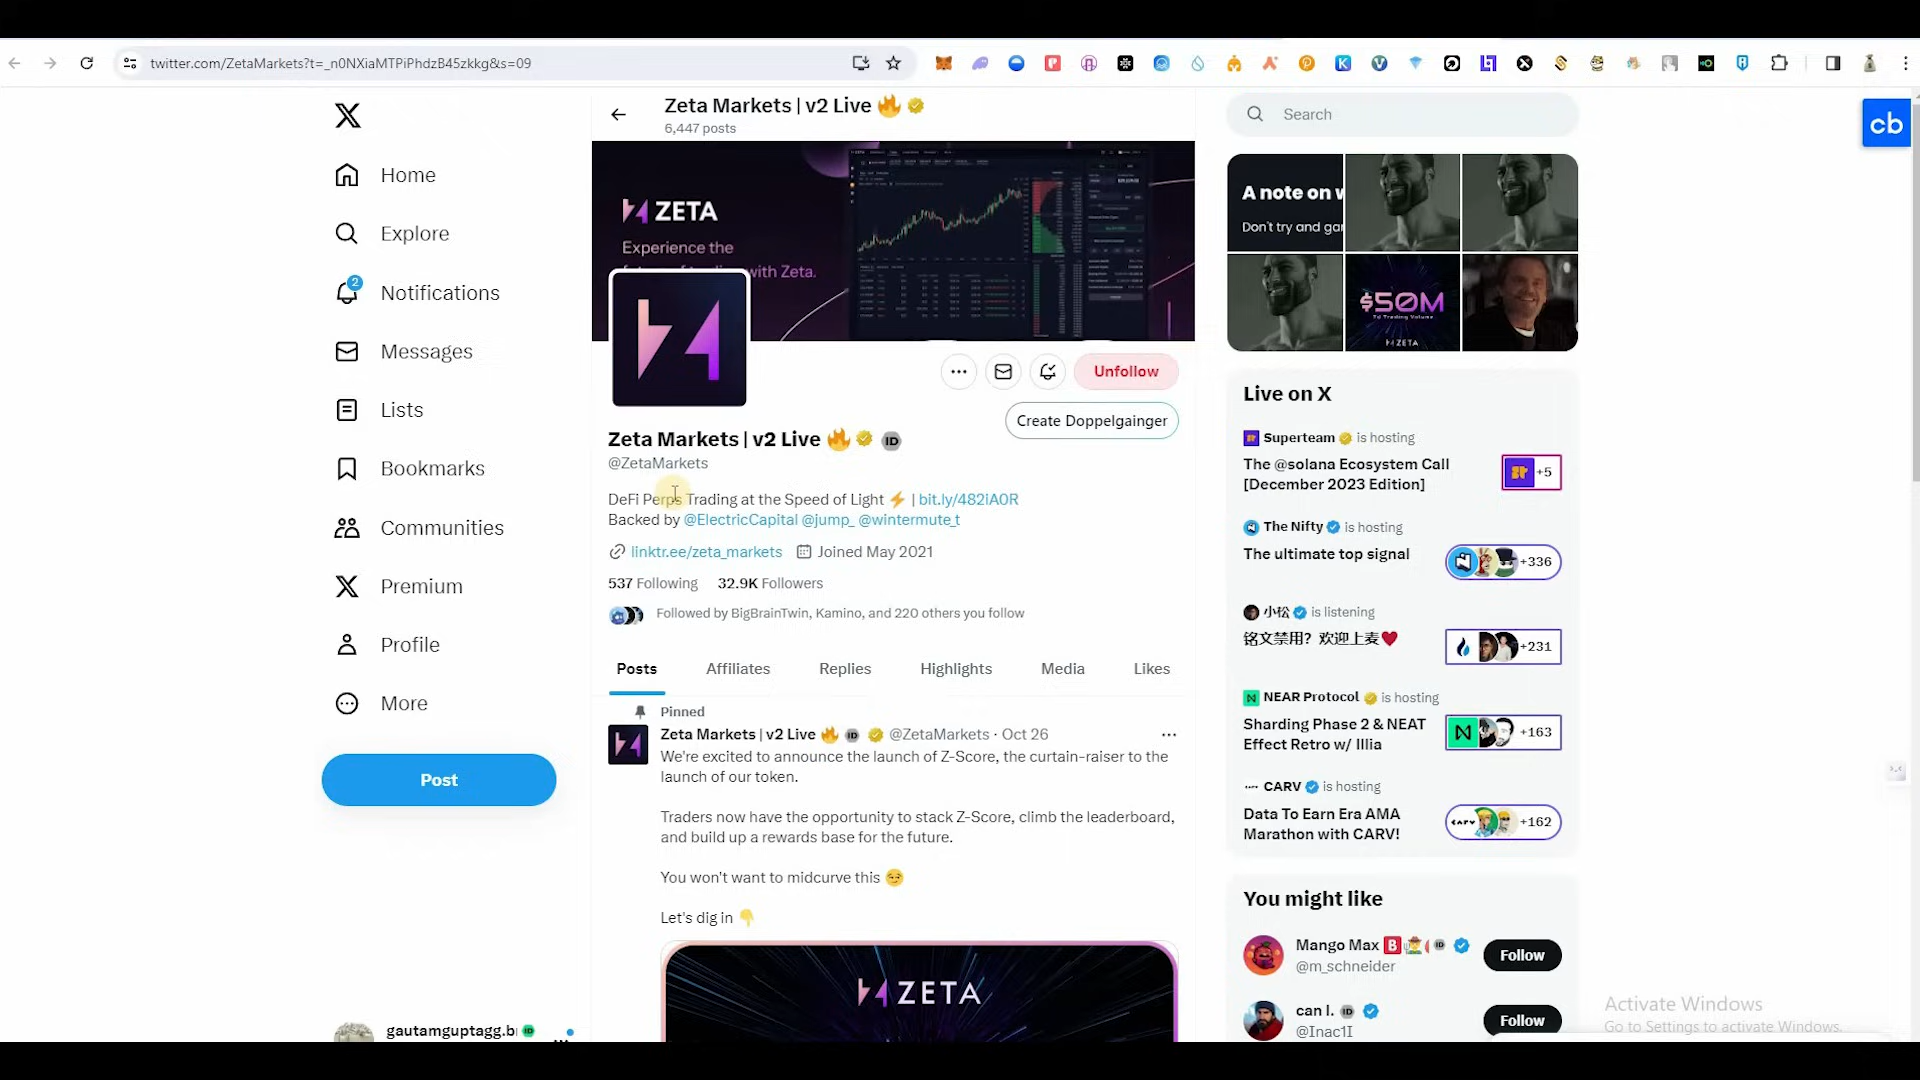 twitter.com/ZetaMarkets?t=_n0NXiaMTPiPhdzB45zkkg&s=09
Zeta Markets | v2 Live 🔥
6,447 posts
ZETA
Experience the
with Zeta.
Home
Explore
2
Notifications
Messages
Lists
Bookmarks
Communities
Premium
Profile
More
Post
Unfollow
Create Doppelgainger
Zeta Markets | v2 Live 🔥 ID
@ZetaMarkets
DeFi Perps Trading at the Speed of Light ⚡ | bit.ly/482iA0R
Backed by @ElectricCapital @jump_ @wintermute_t
linktr.ee/zeta_markets Joined May 2021
537 Following 32.9K Followers
Followed by BigBrainTwin, Kamino, and 220 others you follow
Posts Affiliates Replies Highlights Media Likes
Pinned
Zeta Markets | v2 Live 🔥 ID @ZetaMarkets · Oct 26
We're excited to announce the launch of Z-Score, the curtain-raiser to the
launch of our token.
Traders now have the opportunity to stack Z-Score, climb the leaderboard,
and build up a rewards base for the future.
You won't want to midcurve this 😏
Let's dig in 👇
ZETA
Search
cb
A note on w
Don't try and gar
$50M
ZETA
Live on X
Superteam is hosting
The @solana Ecosystem Call
[December 2023 Edition]
+5
The Nifty is hosting
The ultimate top signal
+336
小松 is listening
铭文禁用？欢迎上麦❤️
+231
NEAR Protocol is hosting
Sharding Phase 2 & NEAT
Effect Retro w/ Illia
+163
CARV is hosting
Data To Earn Era AMA
Marathon with CARV!
+162
You might like
Mango Max
@m_schneider
Follow
can l. ID
@Inac1l
Follow
gautamguptagg.b
Activate Windows
Go to Settings to activate Windows.